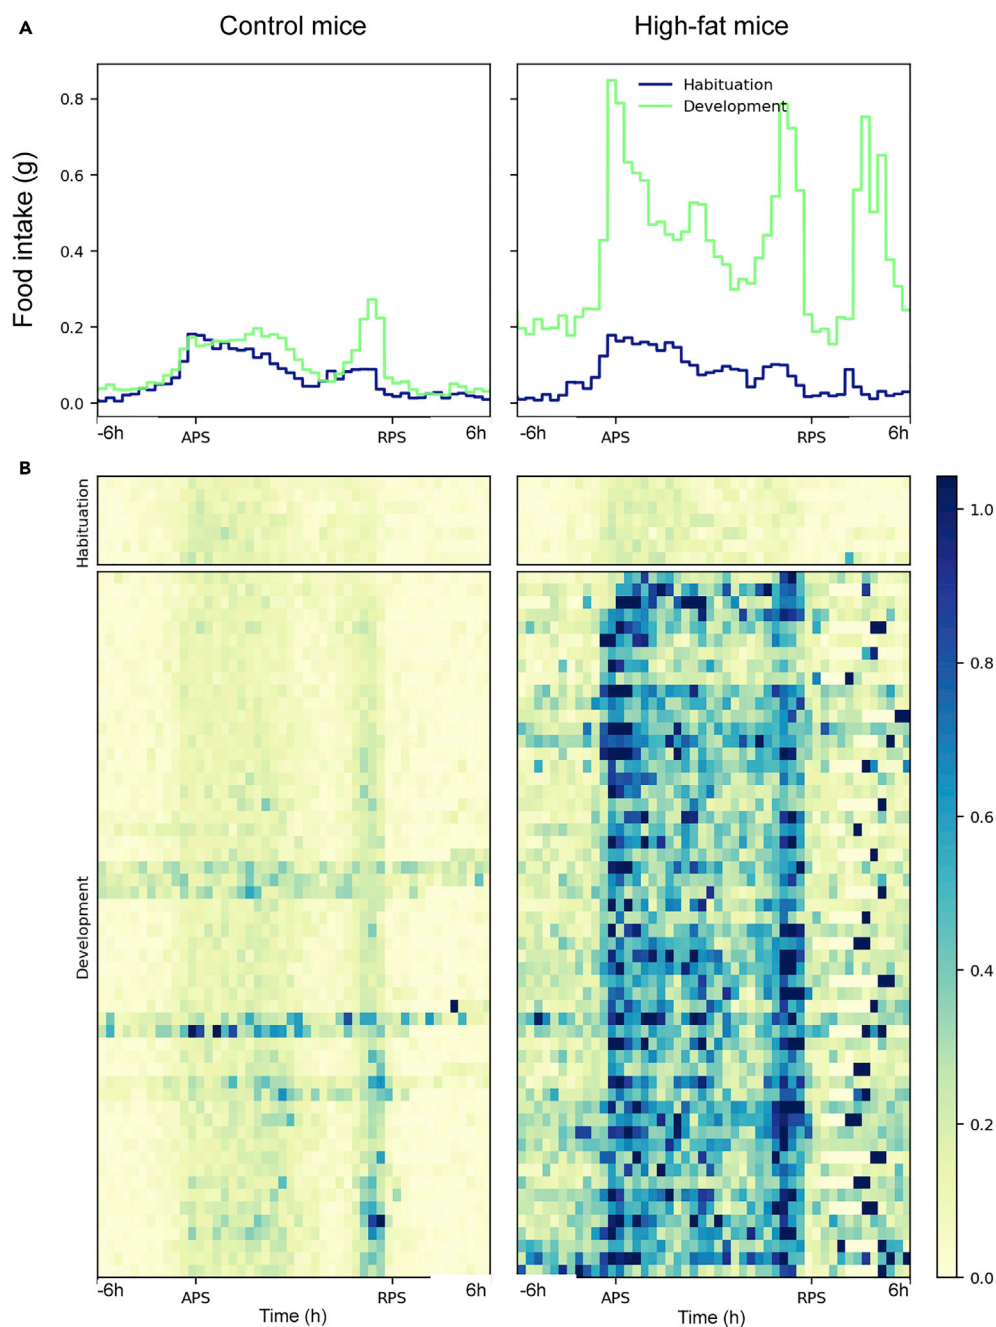 A
Control mice
High-fat mice
Food intake (g)
0.8
0.6
0.4
0.2
0.0
Habituation
Development
-6h
APS
RPS
6h
-6h
APS
RPS
6h
B
Habituation
Development
-6h
APS
RPS
6h
Time (h)
-6h
APS
RPS
6h
Time (h)
1.0
0.8
0.6
0.4
0.2
0.0